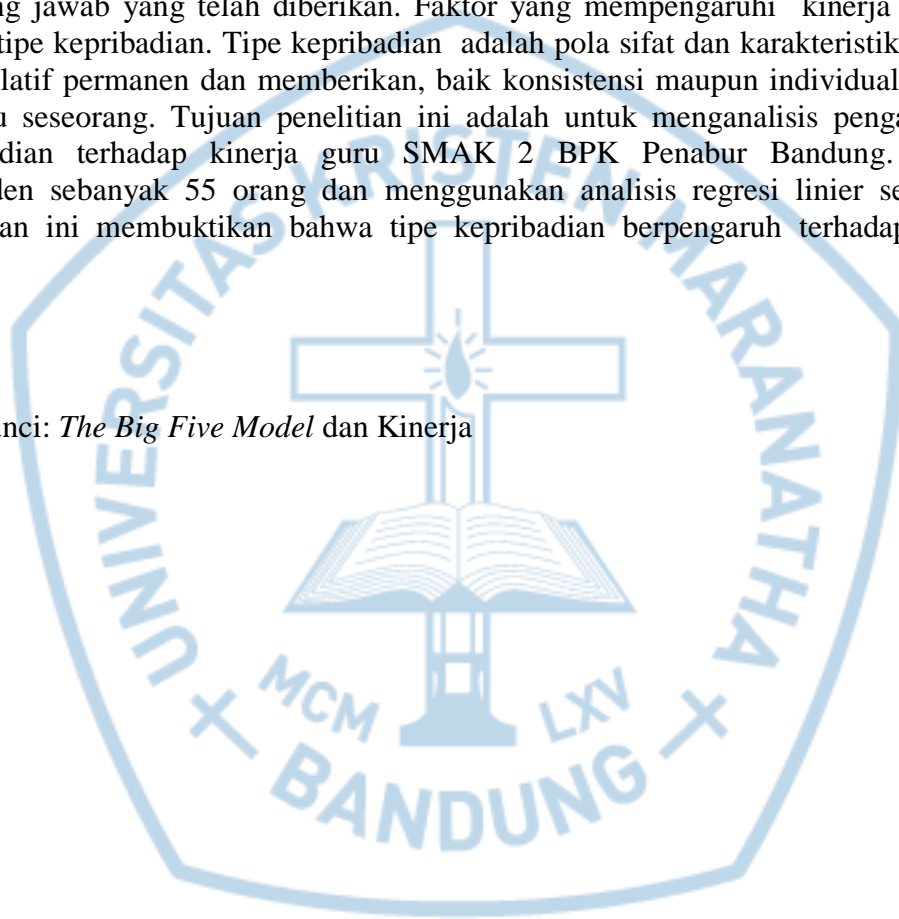 ng jawab yang telah diberikan. Faktor yang mempengaruhi kinerja
tipe kepribadian. Tipe kepribadian adalah pola sifat dan karakteristik
latif permanen dan memberikan, baik konsistensi maupun individual
u seseorang. Tujuan penelitian ini adalah untuk menganalisis penga
dian terhadap kinerja guru SMAK 2 BPK Penabur Bandung.
den sebanyak 55 orang dan menggunakan analisis regresi linier se
an ini membuktikan bahwa tipe kepribadian berpengaruh terhadap
unci: The Big Five Model dan Kinerja
UNIVERSITAS KRISTEN MARANATHA
MCM LXV
BANDUNG